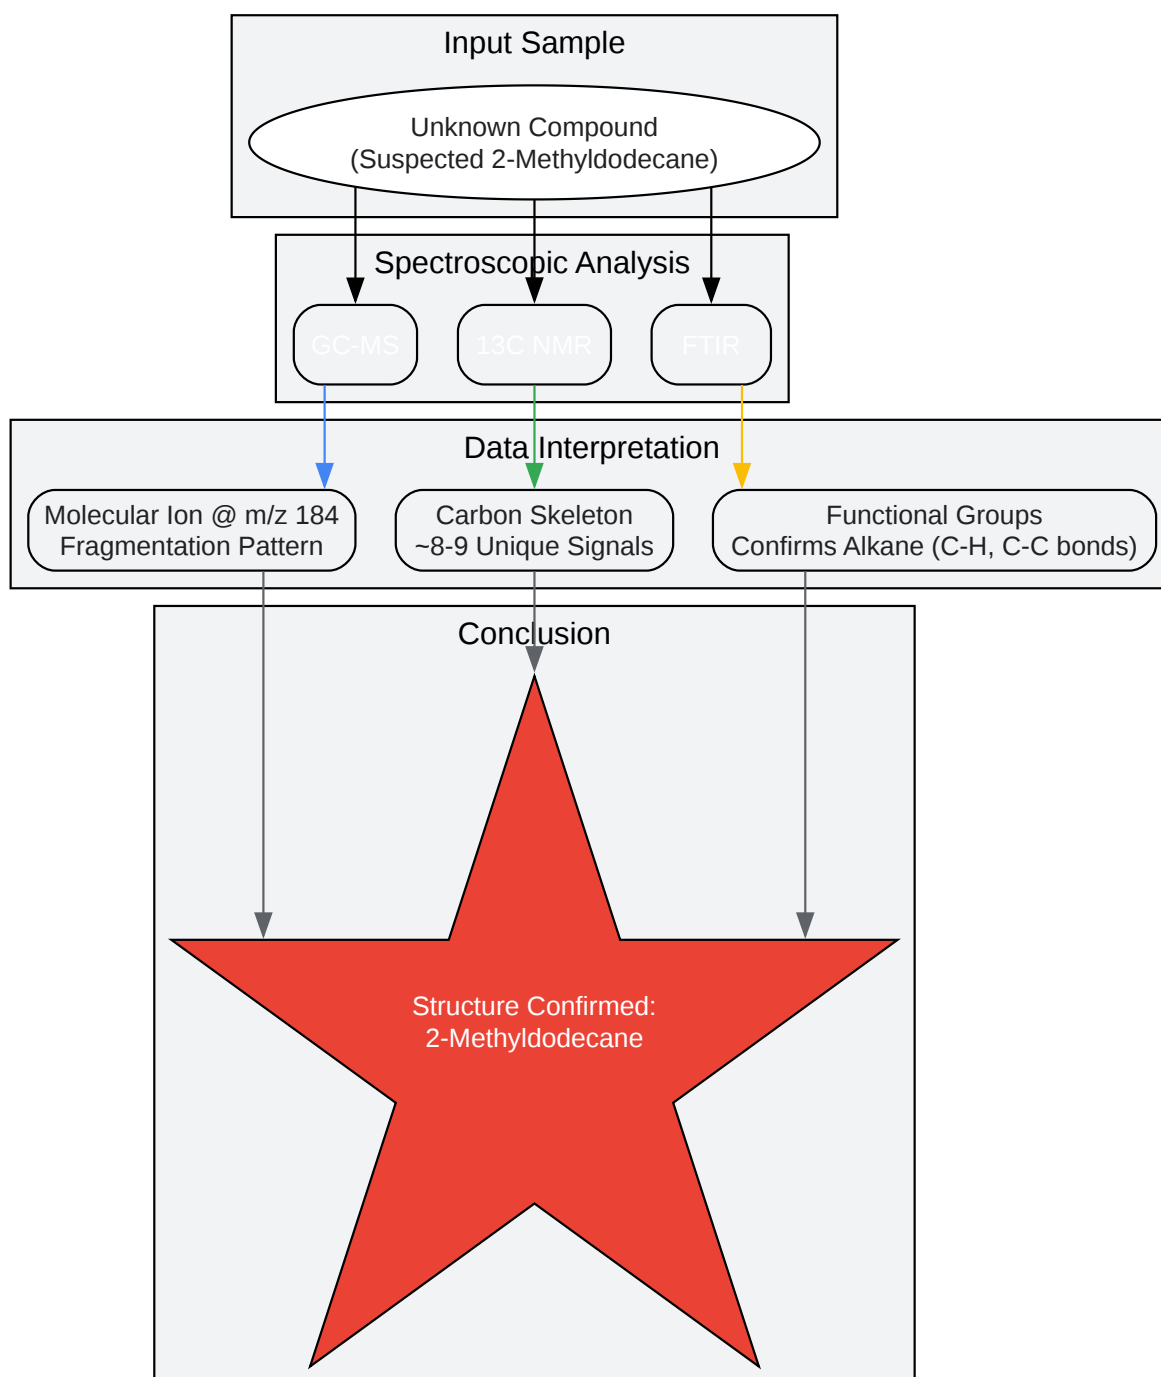 Input Sample
Unknown Compound
(Suspected 2-Methyldodecane)
Spectroscopic Analysis
GC-MS
13C NMR
FTIR
Data Interpretation
Molecular Ion @ m/z 184
Fragmentation Pattern
Carbon Skeleton
~8-9 Unique Signals
Functional Groups
Confirms Alkane (C-H, C-C bonds)
Conclusion
Structure Confirmed:
2-Methyldodecane